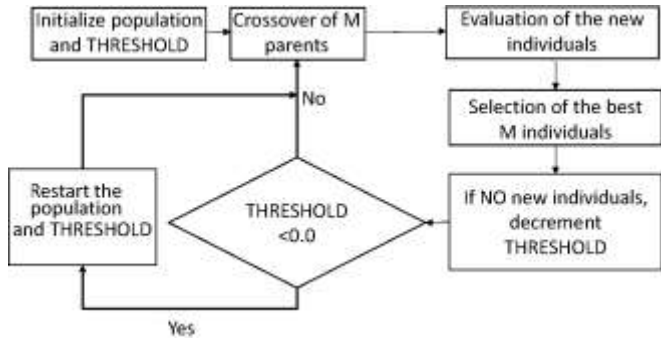 Initialize population
and THRESHOLD
Crossover of M
parents
Evaluation of the new
individuals
Selection of the best
M individuals
If NO new individuals,
decrement
THRESHOLD
THRESHOLD
<0.0
No
Restart the
population
and THRESHOLD
Yes